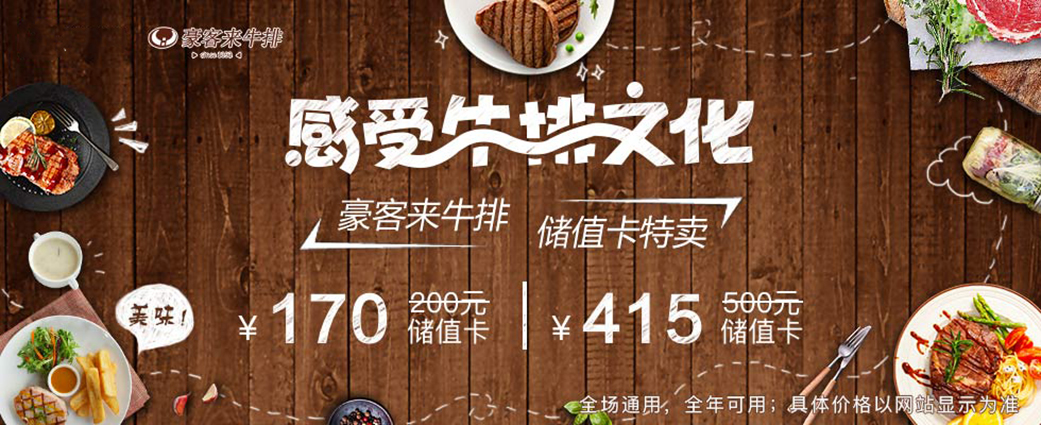 豪客来牛排
since 1993
感受牛排文化
豪客来牛排
储值卡特卖
¥170 200元储值卡
¥415 500元储值卡
美味!
全场通用，全年可用；具体价格以网站显示为准